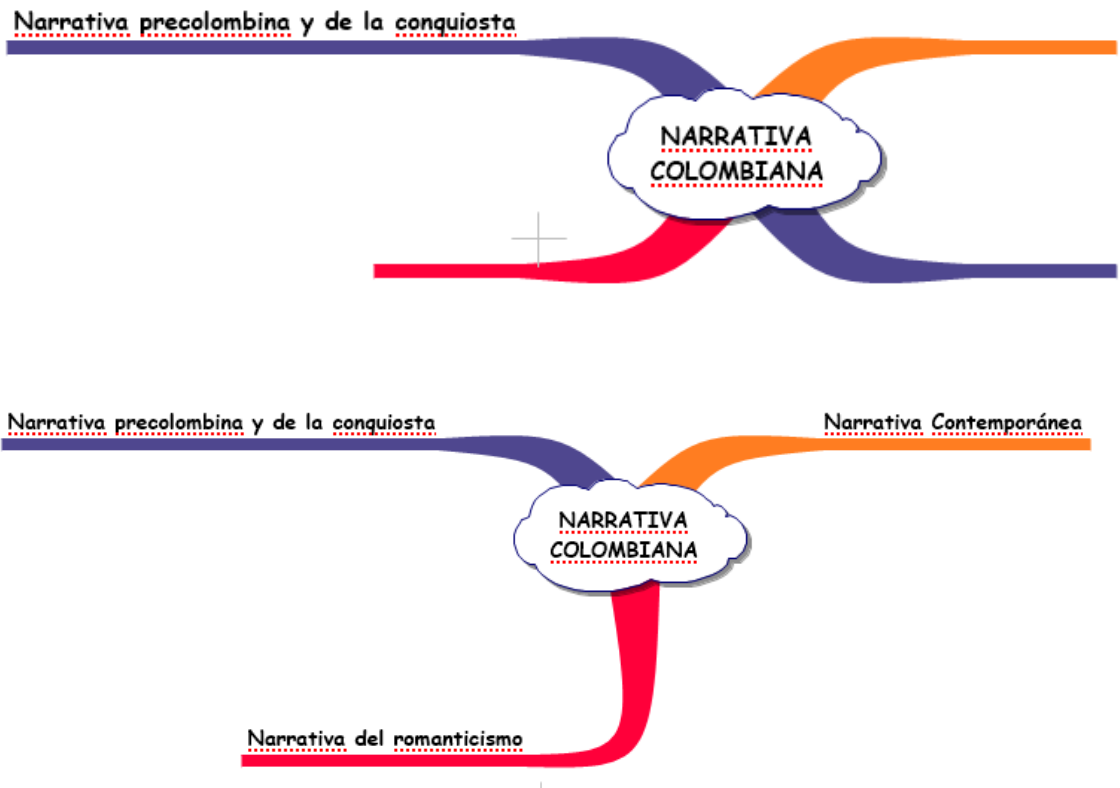 Narrativa precolombina y de la conquiosta
NARRATIVA
COLOMBIANA
Narrativa precolombina y de la conquiosta
Narrativa Contemporánea
NARRATIVA
COLOMBIANA
Narrativa del romanticismo